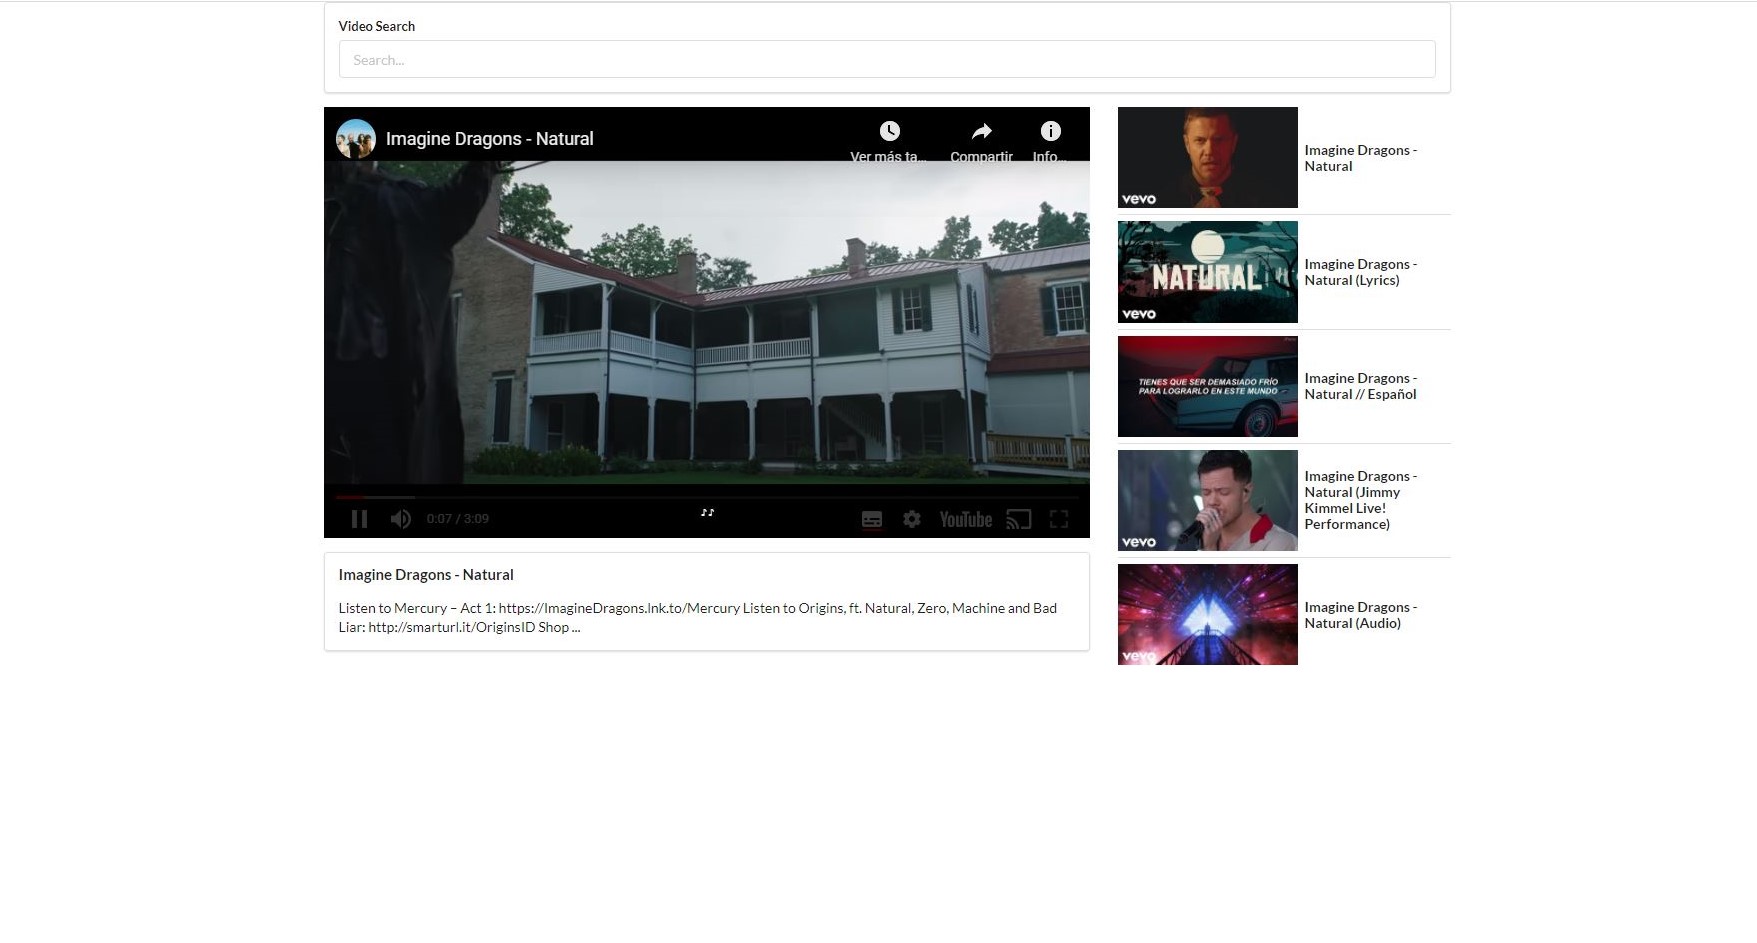 Video Search
Search...
Imagine Dragons - Natural
Ver más ta...
Compartir
Info...
0:07 / 3:09
YouTube
Imagine Dragons - Natural
Listen to Mercury – Act 1: https://ImagineDragons.lnk.to/Mercury Listen to Origins, ft. Natural, Zero, Machine and Bad
Liar: http://smarturl.it/OriginsID Shop ...
vevo
Imagine Dragons -
Natural
NATURAL
vevo
Imagine Dragons -
Natural (Lyrics)
TIENES QUE SER DEMASIADO FRÍO
PARA LOGRARLO EN ESTE MUNDO
Imagine Dragons -
Natural // Español
vevo
Imagine Dragons -
Natural (Jimmy
Kimmel Live!
Performance)
vevo
Imagine Dragons -
Natural (Audio)